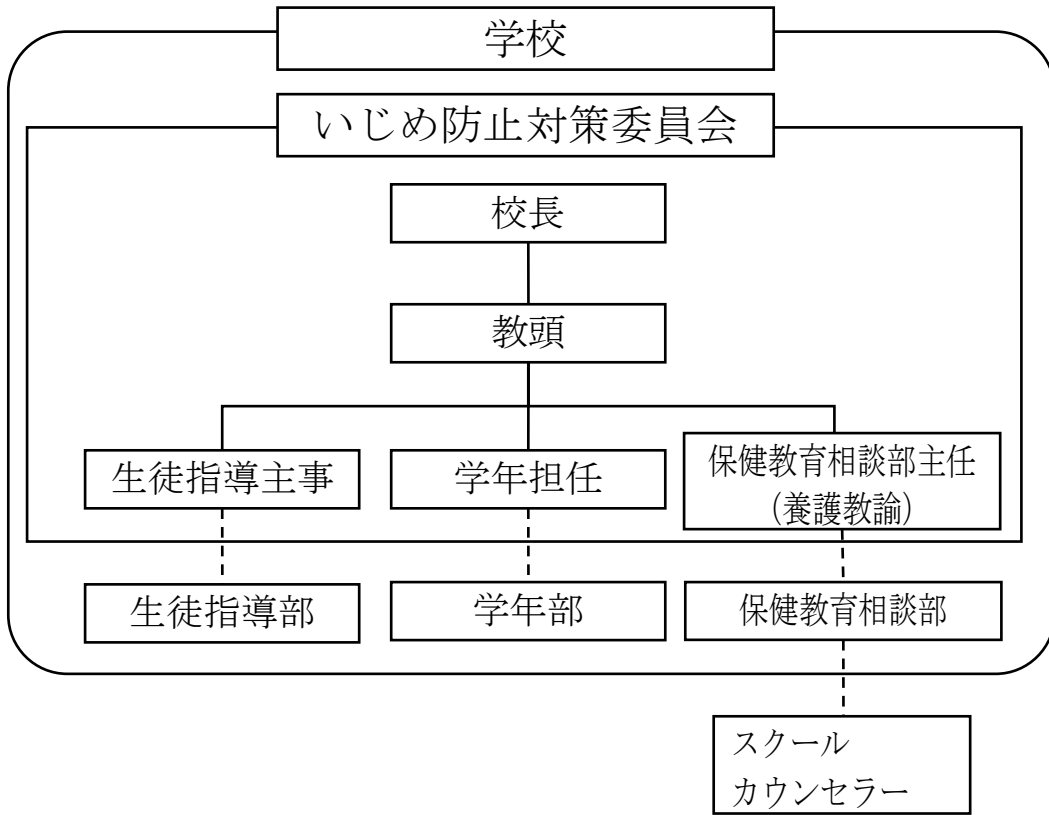 学校
いじめ防止対策委員会
校長
教頭
生徒指導主事
学年担任
保健教育相談部主任
(養護教諭)
生徒指導部
学年部
保健教育相談部
スクール
カウンセラー